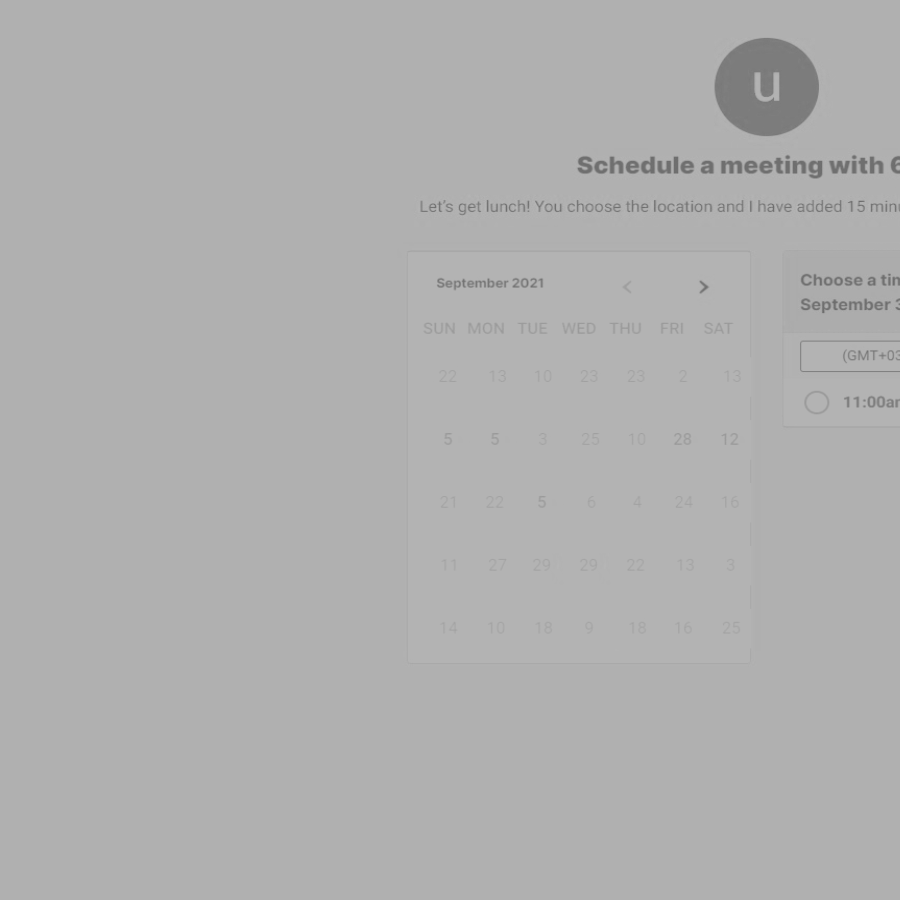 u
Schedule a meeting with 6
Let's get lunch! You choose the location and I have added 15 min
September 2021
SUN MON TUE WED THU FRI SAT
22 13 10 23 23 2 13
5 5 3 25 10 28 12
21 22 5 6 4 24 16
11 27 29 29 22 13 3
14 10 18 9 18 16 25
Choose a tim
September 3
(GMT+03
11:00am